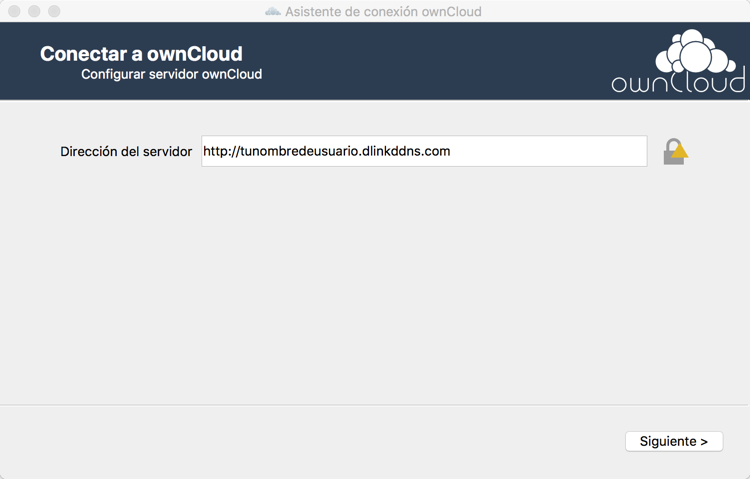 Asistente de conexión ownCloud
Conectar a ownCloud
Configurar servidor ownCloud
ownCloud
Dirección del servidor
http://tunombredeusuario.dlinkddns.com
Siguiente >